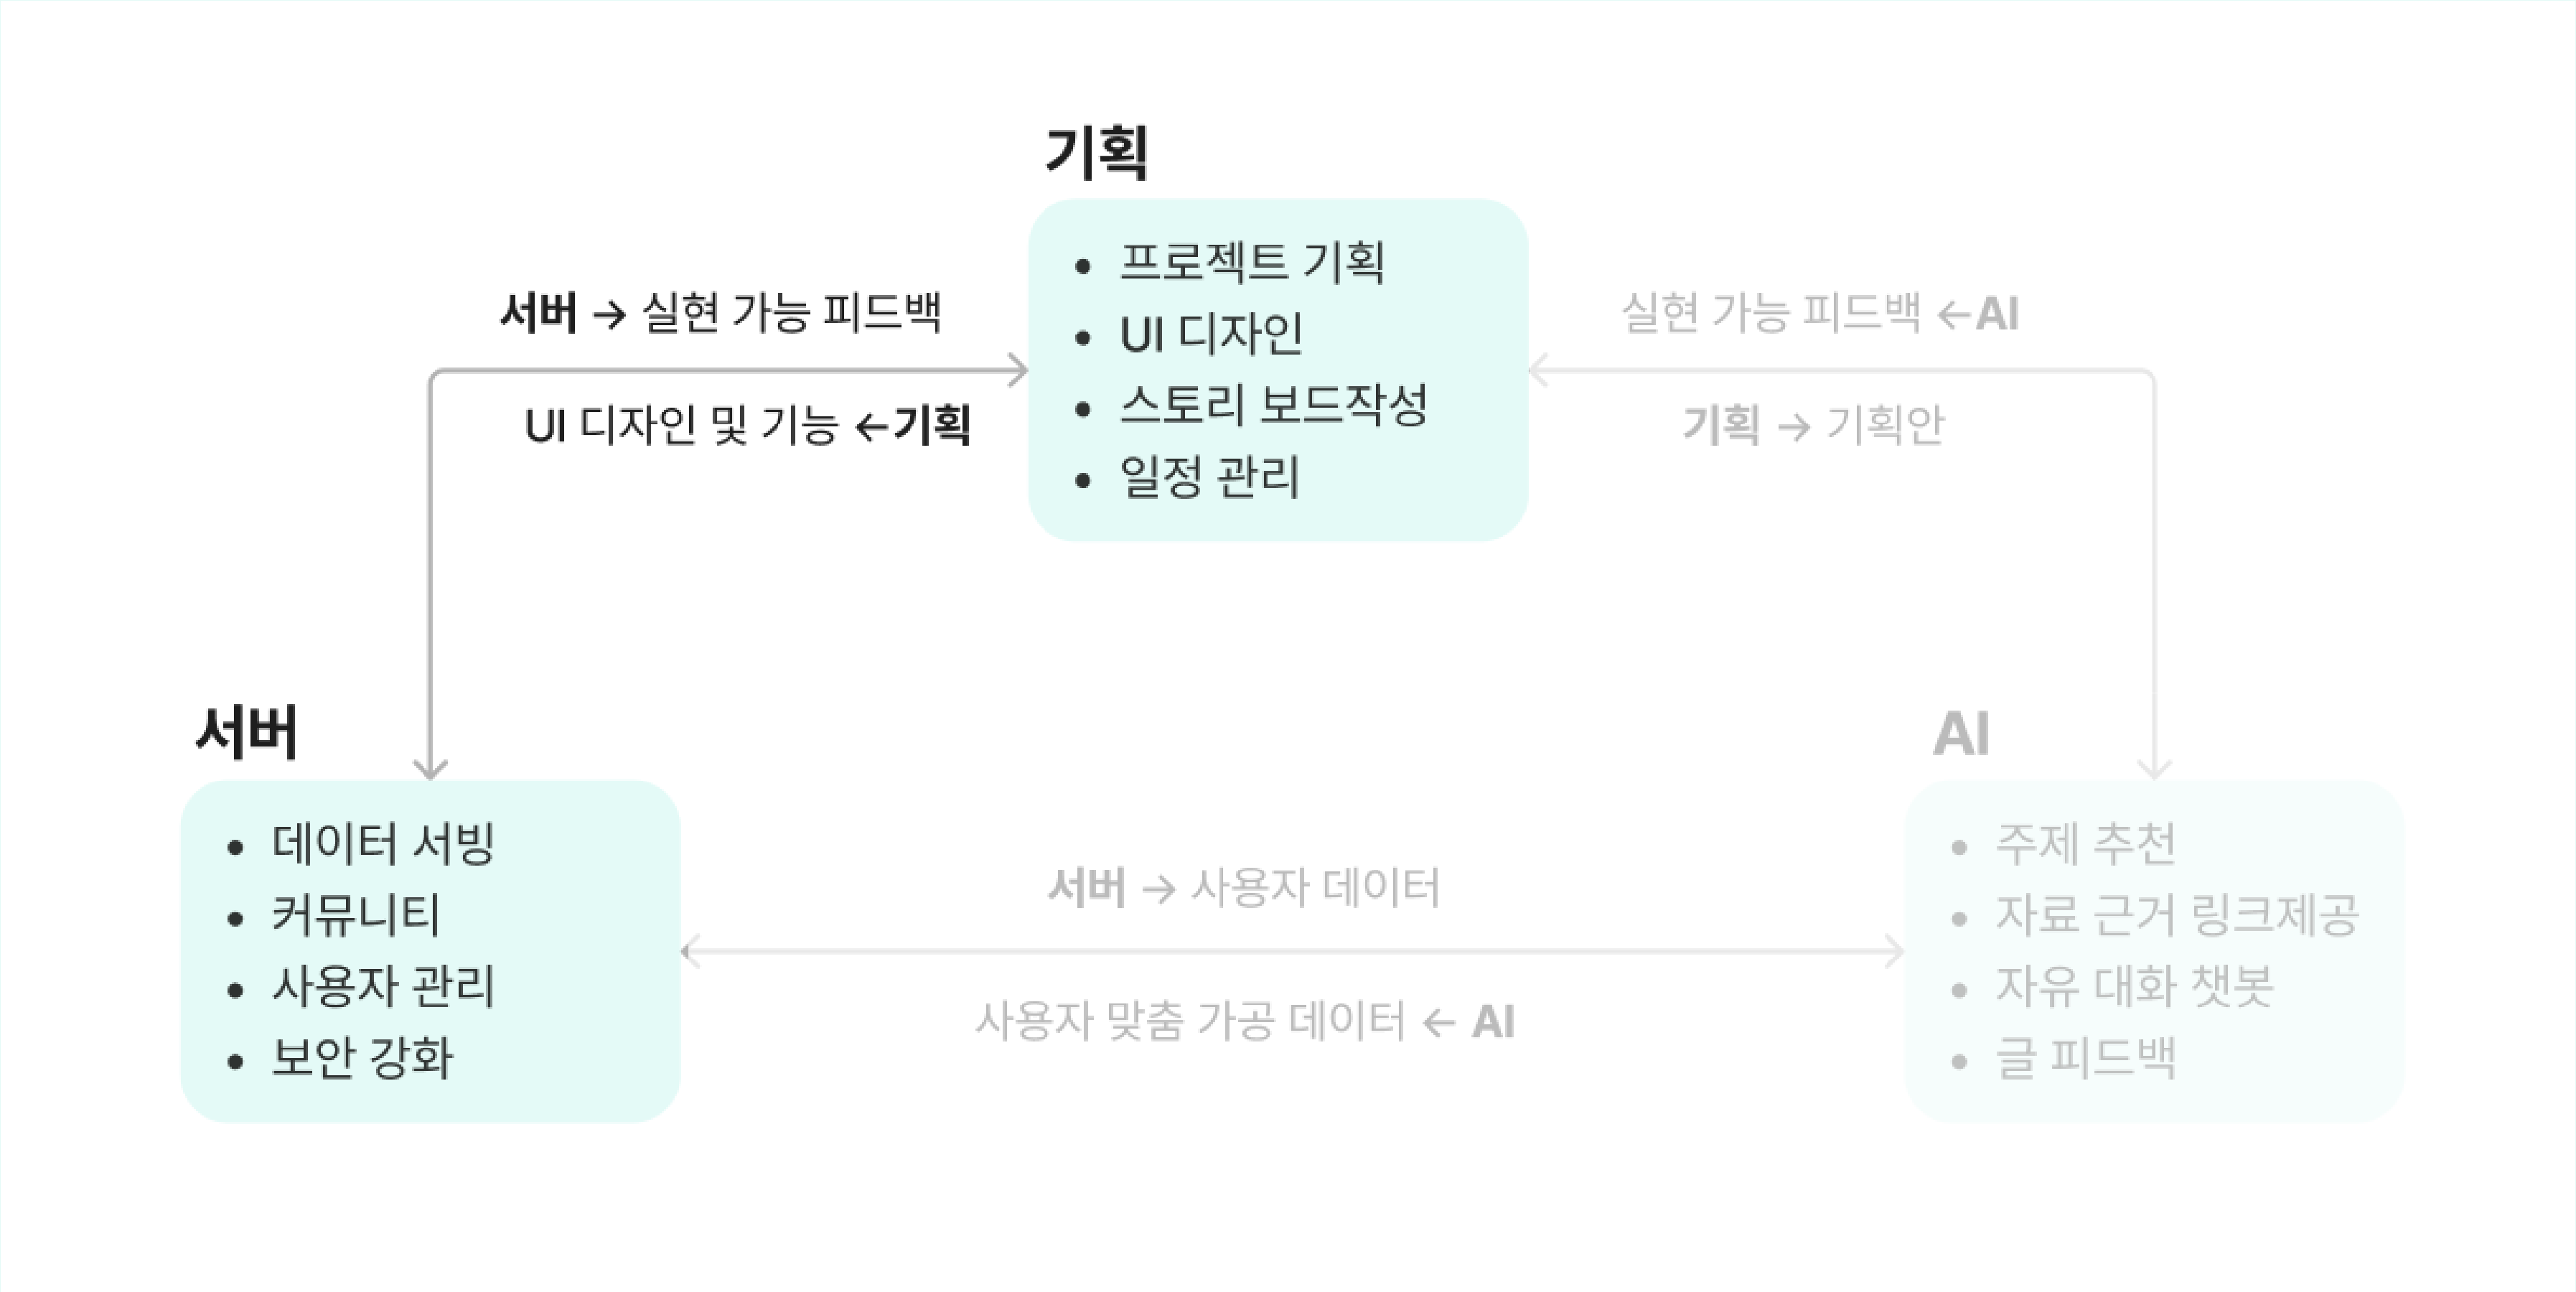 기획
• 프로젝트 기획
• UI 디자인
• 스토리 보드작성
• 일정 관리
서버 → 실현 가능 피드백
UI 디자인 및 기능 ←기획
실현 가능 피드백 ←AI
기획 → 기획안
서버
• 데이터 서빙
• 커뮤니티
• 사용자 관리
• 보안 강화
서버 → 사용자 데이터
사용자 맞춤 가공 데이터 ← AI
AI
• 주제 추천
• 자료 근거 링크제공
• 자유 대화 챗봇
• 글 피드백